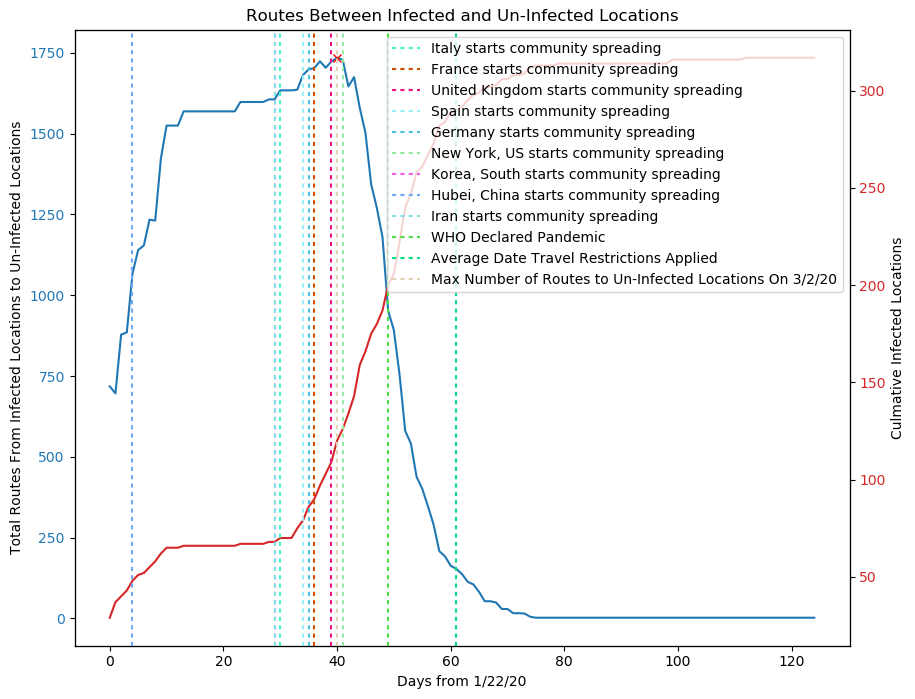 Routes Between Infected and Un-Infected Locations
Total Routes From Infected Locations to Un-Infected Locations
1750
1500
1250
1000
750
500
250
0
Italy starts community spreading
France starts community spreading
United Kingdom starts community spreading
Spain starts community spreading
Germany starts community spreading
New York, US starts community spreading
Korea, South starts community spreading
Hubei, China starts community spreading
Iran starts community spreading
WHO Declared Pandemic
Average Date Travel Restrictions Applied
Max Number of Routes to Un-Infected Locations On 3/2/20
300
250
200
150
100
50
Culmative Infected Locations
0 20 40 60 80 100 120
Days from 1/22/20